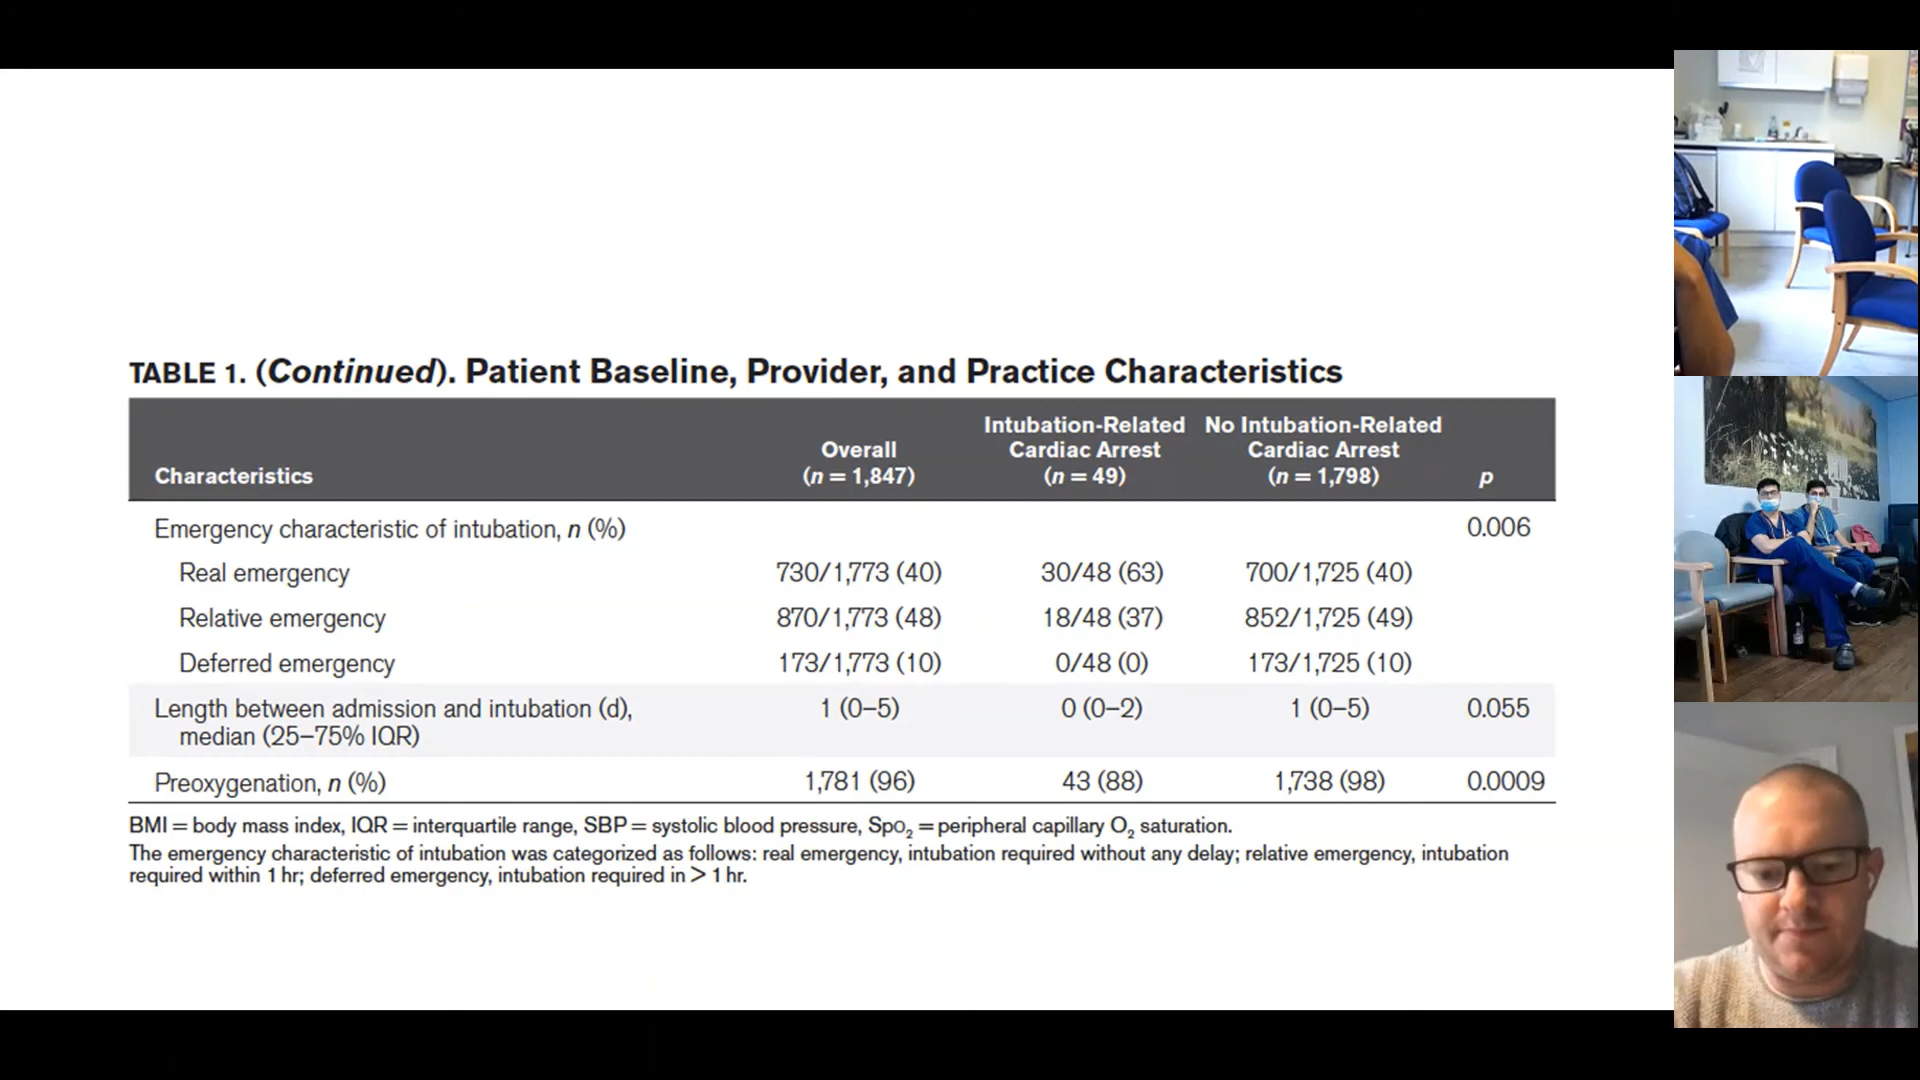 TABLE 1. (Continued). Patient Baseline, Provider, and Practice Characteristics
Characteristics Overall (n = 1,847) Intubation-Related Cardiac Arrest (n = 49) No Intubation-Related Cardiac Arrest (n = 1,798) p
Emergency characteristic of intubation, n (%) 0.006
Real emergency 730/1,773 (40) 30/48 (63) 700/1,725 (40)
Relative emergency 870/1,773 (48) 18/48 (37) 852/1,725 (49)
Deferred emergency 173/1,773 (10) 0/48 (0) 173/1,725 (10)
Length between admission and intubation (d), 1 (0–5) 0 (0–2) 1 (0–5) 0.055
median (25–75% IQR)
Preoxygenation, n (%) 1,781 (96) 43 (88) 1,738 (98) 0.0009
BMI = body mass index, IQR = interquartile range, SBP = systolic blood pressure, SpO₂ = peripheral capillary O₂ saturation.
The emergency characteristic of intubation was categorized as follows: real emergency, intubation required without any delay; relative emergency, intubation
required within 1 hr; deferred emergency, intubation required in > 1 hr.